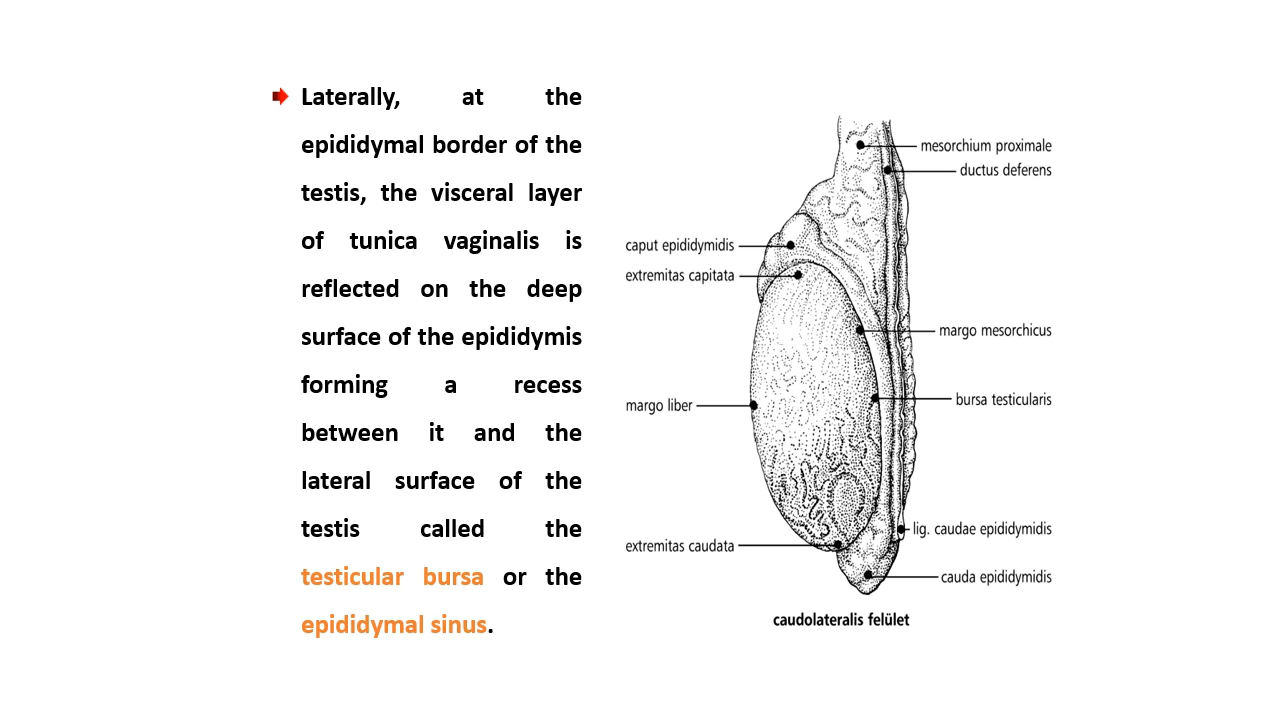 Laterally, at the
epididymal border of the
testis, the visceral layer
of tunica vaginalis is
reflected on the deep
surface of the epididymis
forming a recess
between it and the
lateral surface of the
testis called the
testicular bursa or the
epididymal sinus.
mesorchium proximale
ductus deferens
caput epididymidis
extremitas capitata
margo mesorchicus
bursa testicularis
margo liber
lig. caudae epididymidis
extremitas caudata
cauda epididymidis
caudolateralis felület